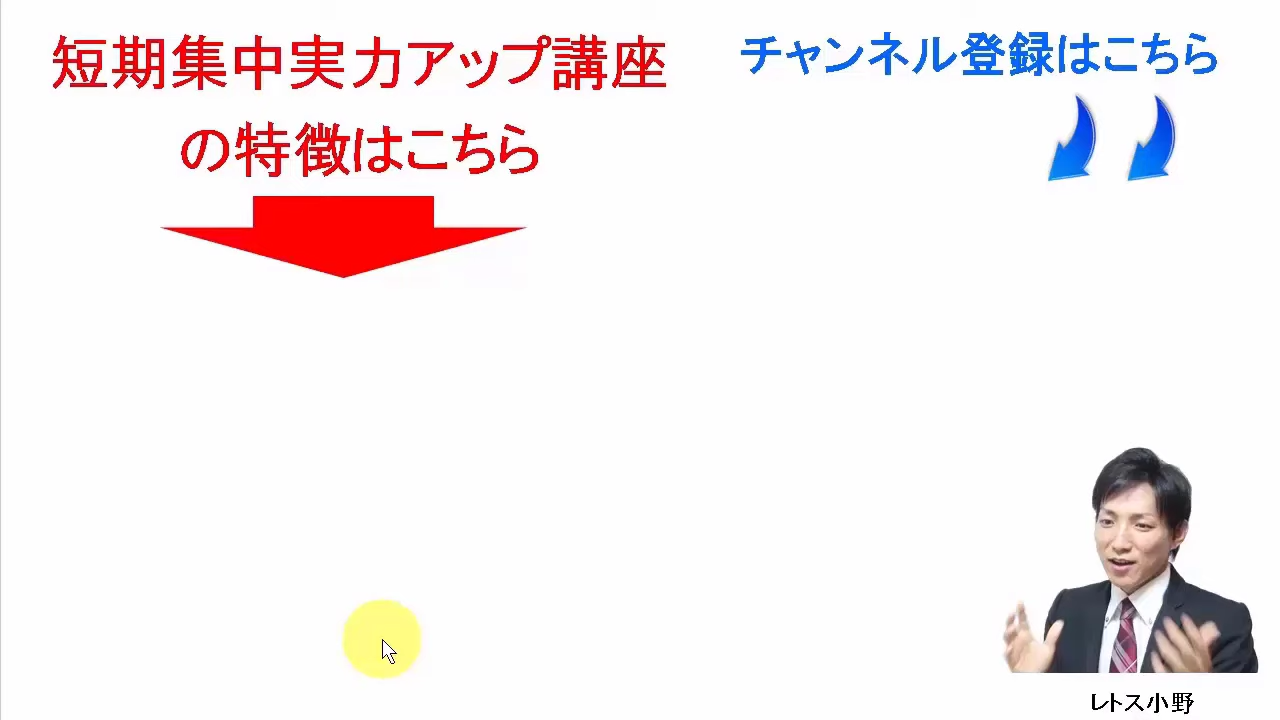 短期集中実力アップ講座
の特徴はこちら
チャンネル登録はこちら
レトス小野